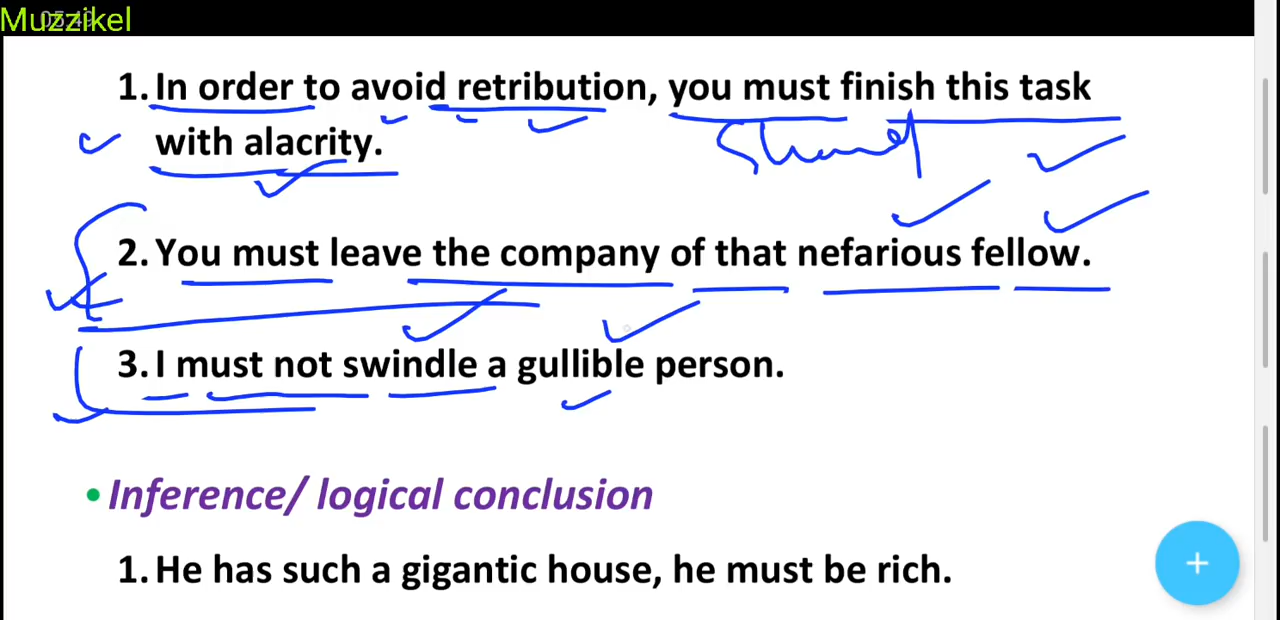 Muzzikel
1. In order to avoid retribution, you must finish this task
with alacrity.
2. You must leave the company of that nefarious fellow.
3. I must not swindle a gullible person.
• Inference/ logical conclusion
1. He has such a gigantic house, he must be rich.